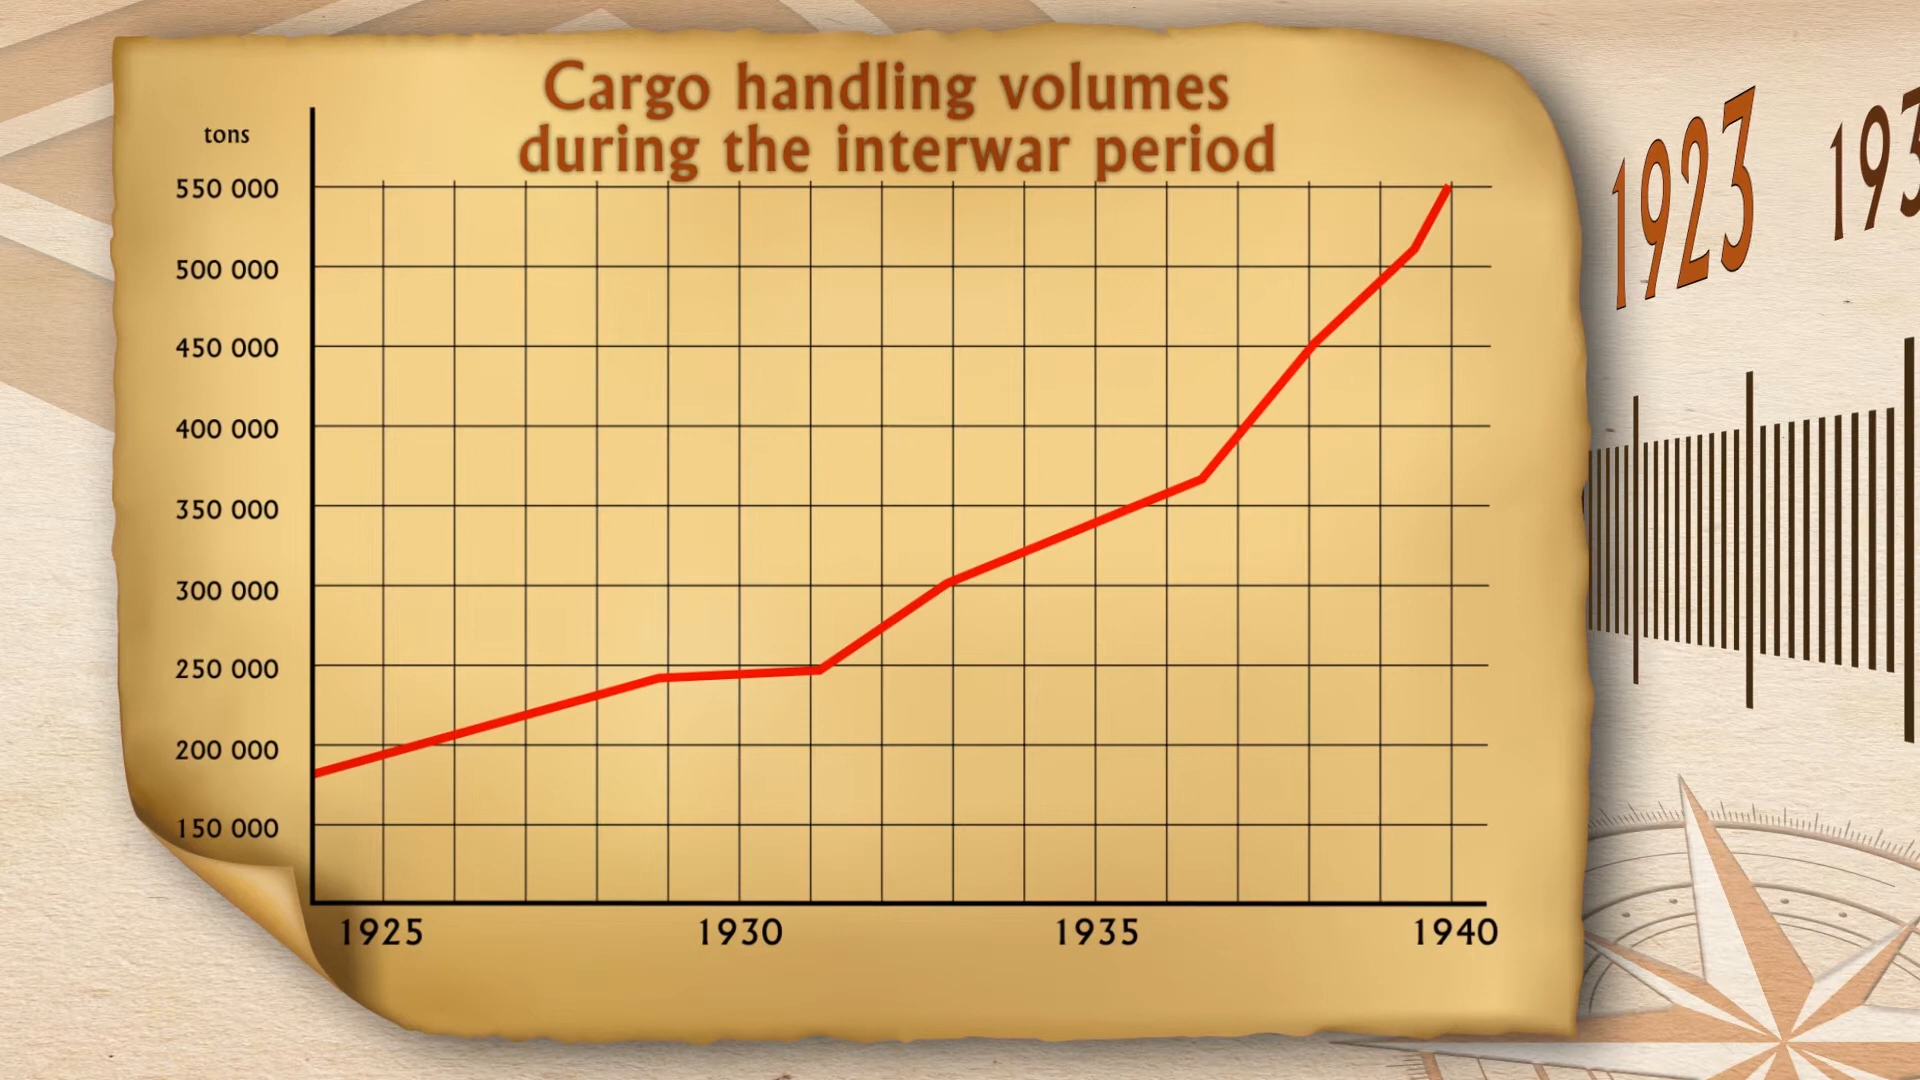 Cargo handling volumes
during the interwar period
tons
550 000
500 000
450 000
400 000
350 000
300 000
250 000
200 000
150 000
1925 1930 1935 1940
1923